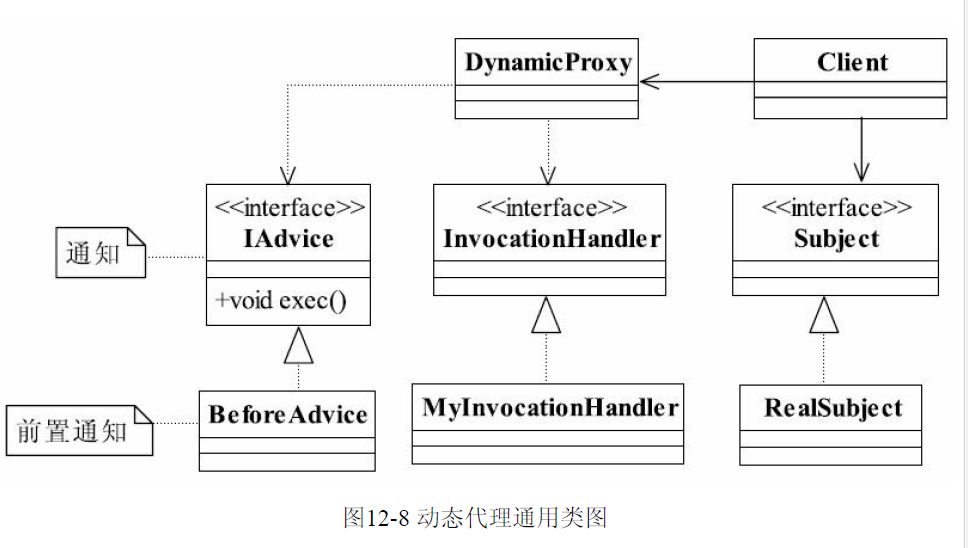 DynamicProxy
Client
<<interface>>
IAdvice
+void exec()
<<interface>>
InvocationHandler
<<interface>>
Subject
通知
BeforeAdvice
MyInvocationHandler
RealSubject
前置通知
图12-8 动态代理通用类图